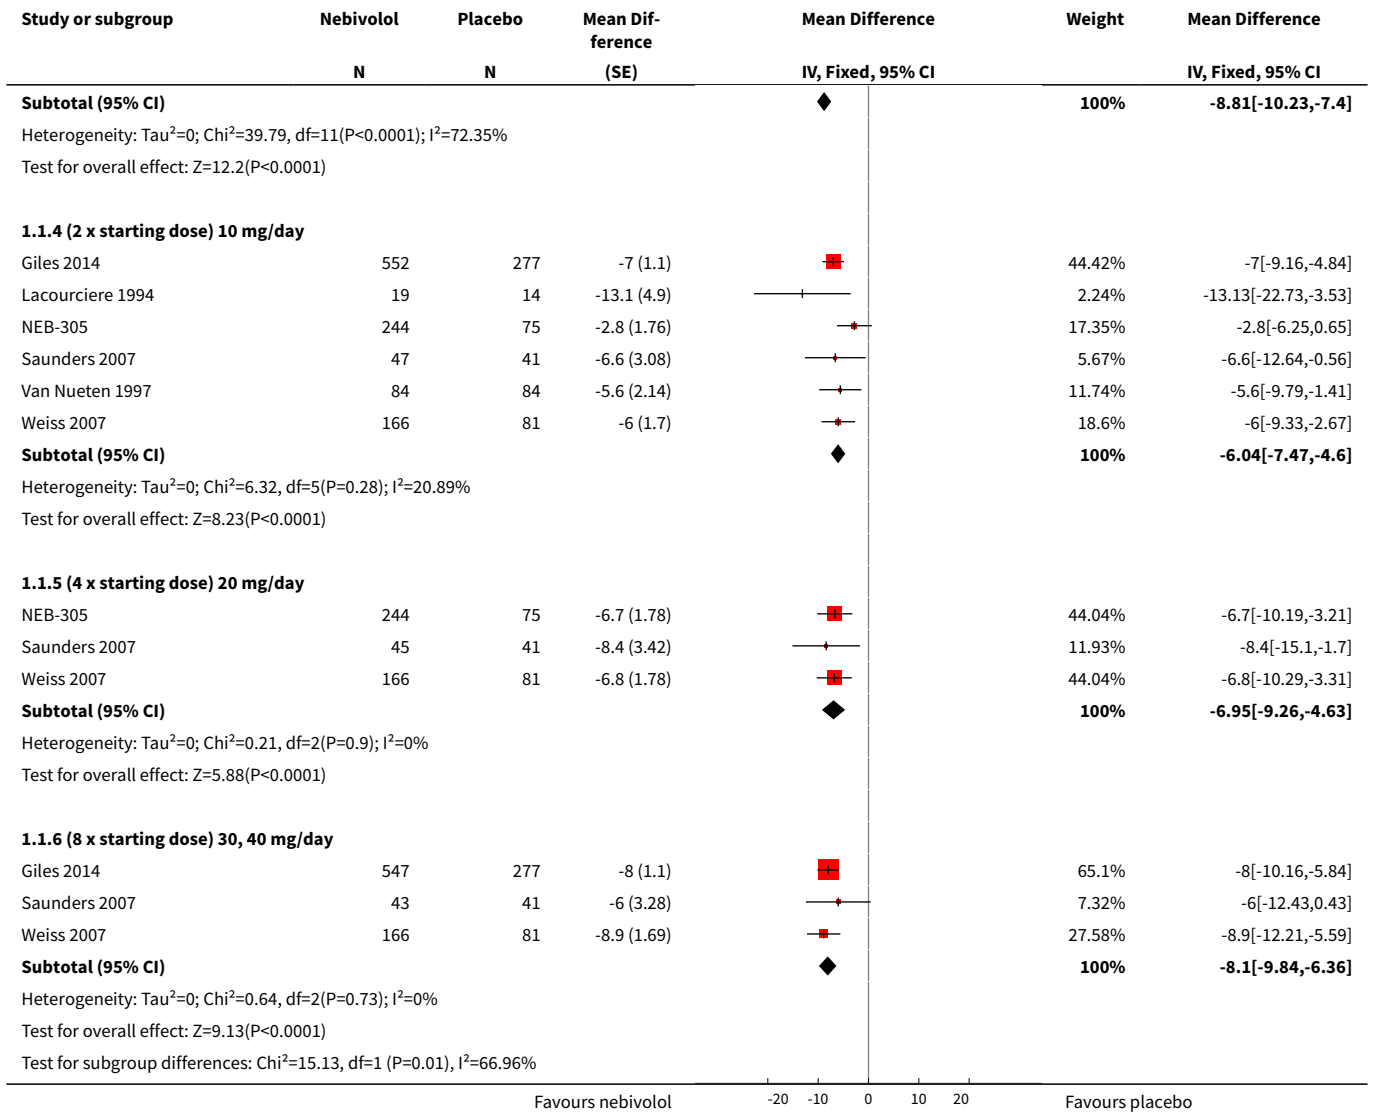 Study or subgroup Nebivolol Placebo Mean Dif- Mean Difference Weight Mean Difference
ference
N N (SE) IV, Fixed, 95% CI IV, Fixed, 95% CI
Subtotal (95% CI) 100% -8.81[-10.23,-7.4]
Heterogeneity: Tau²=0; Chi²=39.79, df=11(P<0.0001); I²=72.35%
Test for overall effect: Z=12.2(P<0.0001)
1.1.4 (2 x starting dose) 10 mg/day
Giles 2014 552 277 -7 (1.1) 44.42% -7[-9.16,-4.84]
Lacourciere 1994 19 14 -13.1 (4.9) 2.24% -13.13[-22.73,-3.53]
NEB-305 244 75 -2.8 (1.76) 17.35% -2.8[-6.25,0.65]
Saunders 2007 47 41 -6.6 (3.08) 5.67% -6.6[-12.64,-0.56]
Van Nueten 1997 84 84 -5.6 (2.14) 11.74% -5.6[-9.79,-1.41]
Weiss 2007 166 81 -6 (1.7) 18.6% -6[-9.33,-2.67]
Subtotal (95% CI) 100% -6.04[-7.47,-4.6]
Heterogeneity: Tau²=0; Chi²=6.32, df=5(P=0.28); I²=20.89%
Test for overall effect: Z=8.23(P<0.0001)
1.1.5 (4 x starting dose) 20 mg/day
NEB-305 244 75 -6.7 (1.78) 44.04% -6.7[-10.19,-3.21]
Saunders 2007 45 41 -8.4 (3.42) 11.93% -8.4[-15.1,-1.7]
Weiss 2007 166 81 -6.8 (1.78) 44.04% -6.8[-10.29,-3.31]
Subtotal (95% CI) 100% -6.95[-9.26,-4.63]
Heterogeneity: Tau²=0; Chi²=0.21, df=2(P=0.9); I²=0%
Test for overall effect: Z=5.88(P<0.0001)
1.1.6 (8 x starting dose) 30, 40 mg/day
Giles 2014 547 277 -8 (1.1) 65.1% -8[-10.16,-5.84]
Saunders 2007 43 41 -6 (3.28) 7.32% -6[-12.43,0.43]
Weiss 2007 166 81 -8.9 (1.69) 27.58% -8.9[-12.21,-5.59]
Subtotal (95% CI) 100% -8.1[-9.84,-6.36]
Heterogeneity: Tau²=0; Chi²=0.64, df=2(P=0.73); I²=0%
Test for overall effect: Z=9.13(P<0.0001)
Test for subgroup differences: Chi²=15.13, df=1 (P=0.01), I²=66.96%
Favours nebivolol -20 -10 0 10 20 Favours placebo